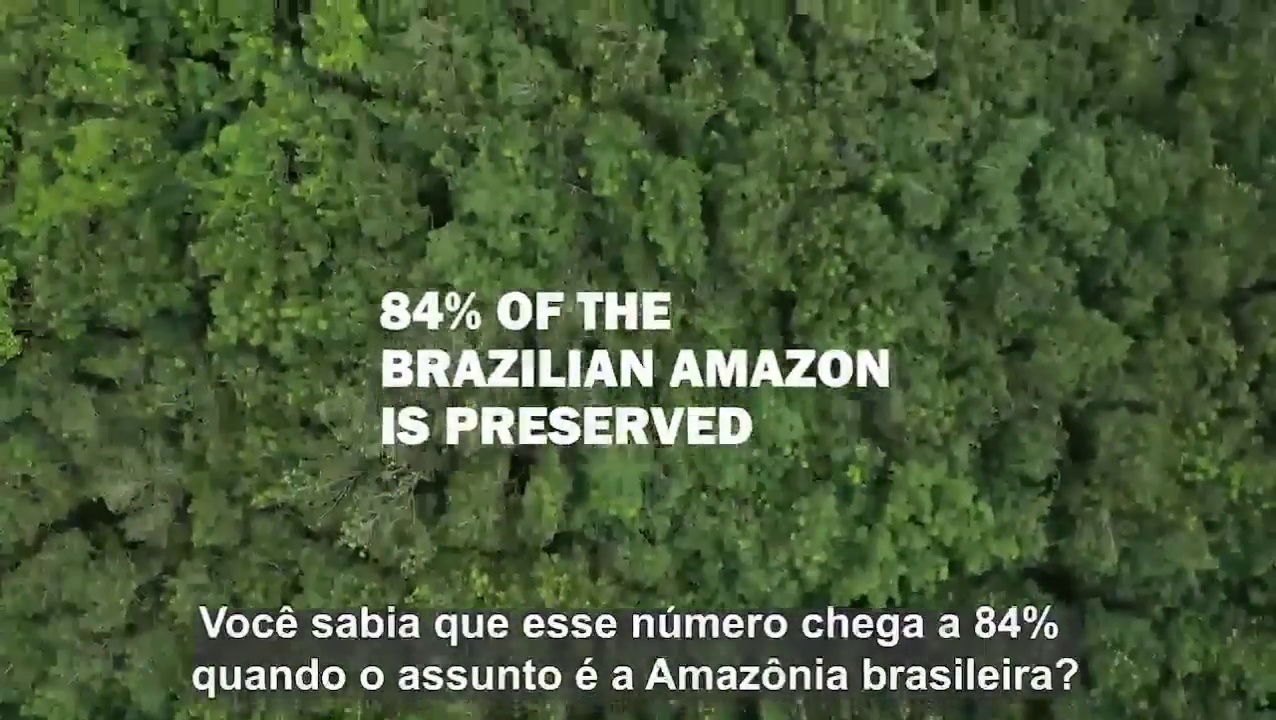 84% OF THE
BRAZILIAN AMAZON
IS PRESERVED
Você sabia que esse número chega a 84%
quando o assunto é a Amazônia brasileira?